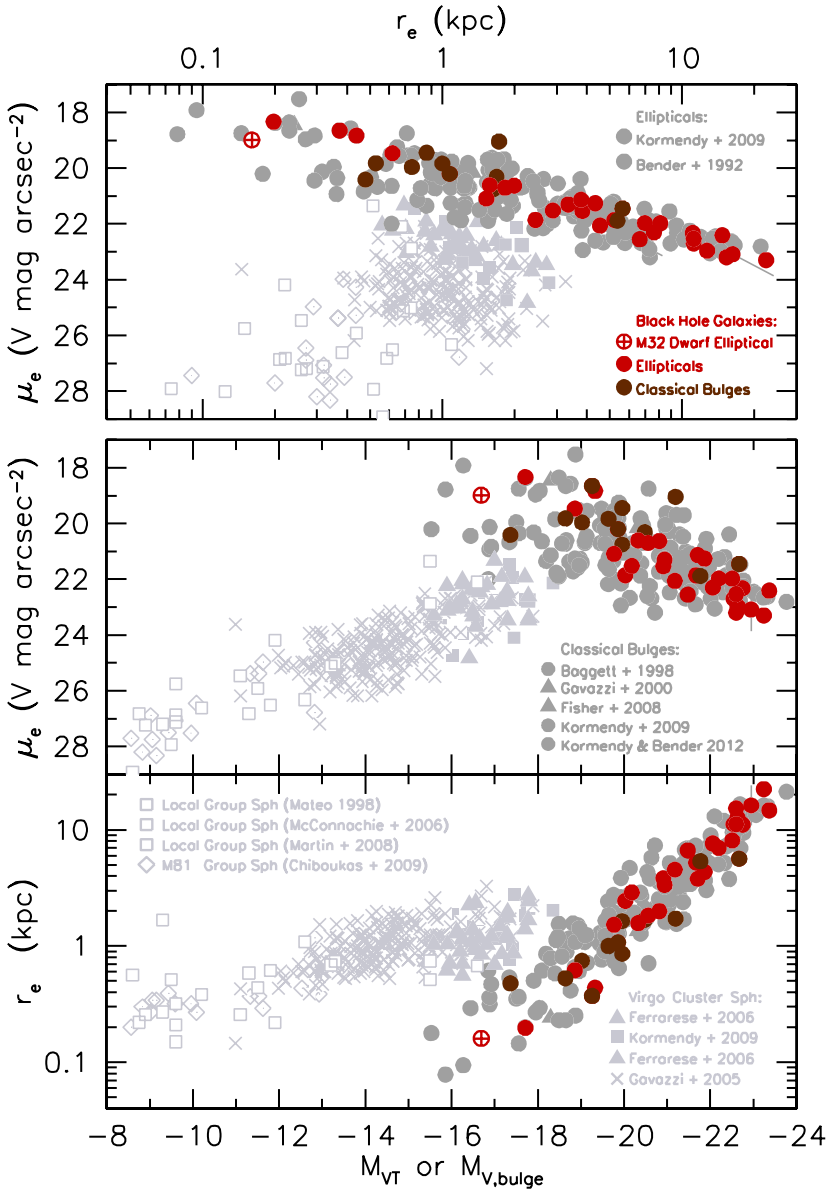 r_e (kpc)
0.1 1 10
μ_e (V mag arcsec⁻²)
18
20
22
24
26
28
Ellipticals:
Kormendy + 2009
Bender + 1992
Black Hole Galaxies:
M32 Dwarf Elliptical
Ellipticals
Classical Bulges
μ_e (V mag arcsec⁻²)
18
20
22
24
26
28
Classical Bulges:
Baggett + 1998
Gavazzi + 2000
Fisher + 2008
Kormendy + 2009
Kormendy & Bender 2012
r_e (kpc)
10
1
0.1
Local Group Sph (Mateo 1998)
Local Group Sph (McConnachie + 2006)
Local Group Sph (Martin + 2008)
M81 Group Sph (Chiboukas + 2009)
Virgo Cluster Sph:
Ferrarese + 2006
Kormendy + 2009
Ferrarese + 2006
Gavazzi + 2005
−8 −10 −12 −14 −16 −18 −20 −22 −24
M_VT or M_V,bulge